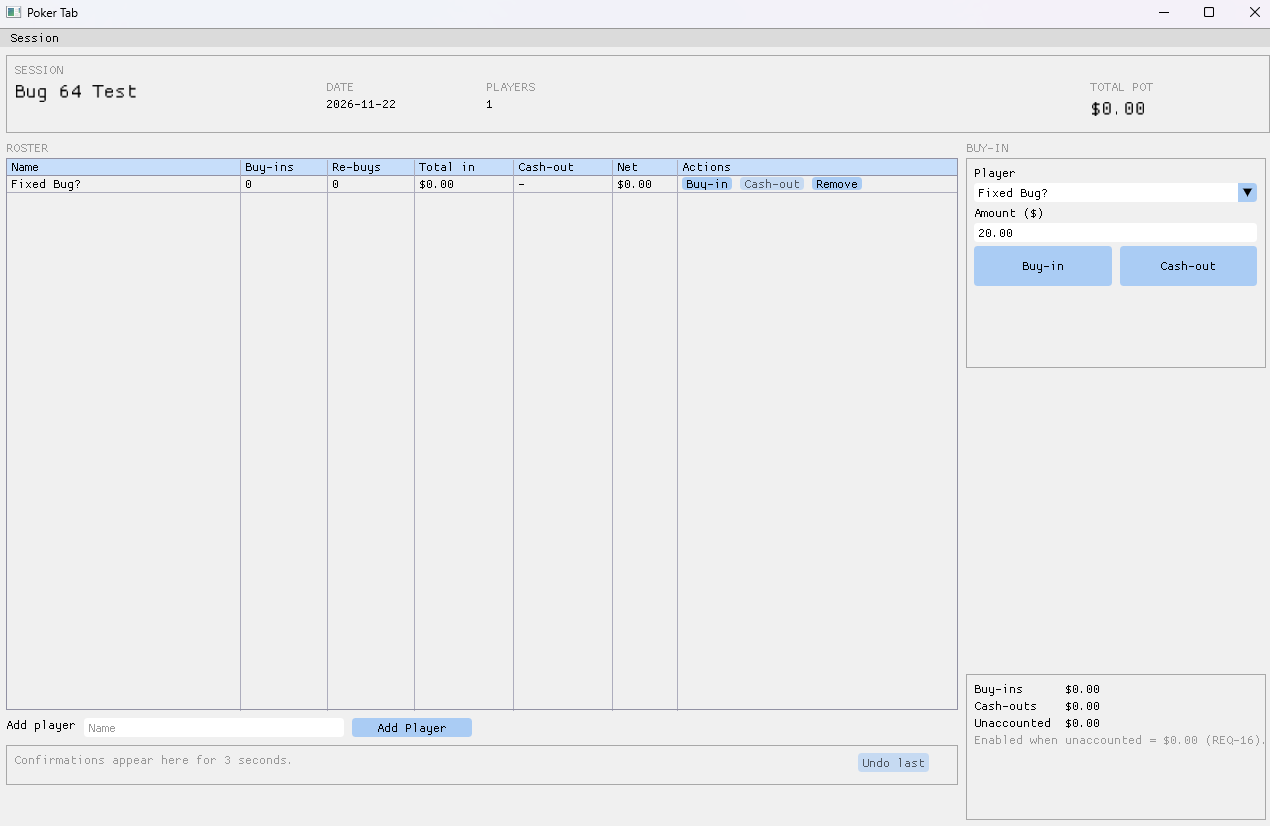 Poker Tab
Session
SESSION
Bug 64 Test
DATE
2026-11-22
PLAYERS
1
TOTAL POT
$0.00
ROSTER
Name Buy-ins Re-buys Total in Cash-out Net Actions
Fixed Bug? 0 0 $0.00 - $0.00 Buy-in Cash-out Remove
Add player Name Add Player
Confirmations appear here for 3 seconds. Undo last
BUY-IN
Player
Fixed Bug?
Amount ($)
20.00
Buy-in Cash-out
Buy-ins $0.00
Cash-outs $0.00
Unaccounted $0.00
Enabled when unaccounted = $0.00 (REQ-16).